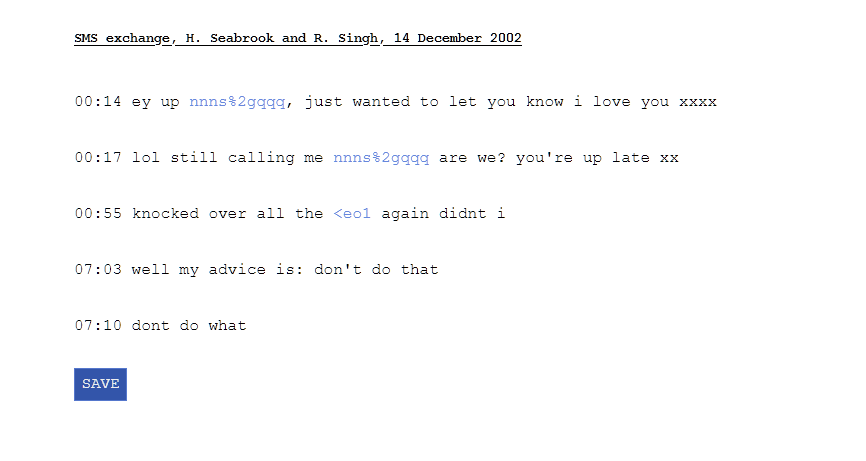 SMS exchange, H. Seabrook and R. Singh, 14 December 2002
00:14 ey up nnns%2gqqq, just wanted to let you know i love you xxxx
00:17 lol still calling me nnns%2gqqq are we? you're up late xx
00:55 knocked over all the <eo1 again didnt i
07:03 well my advice is: don't do that
07:10 dont do what
SAVE